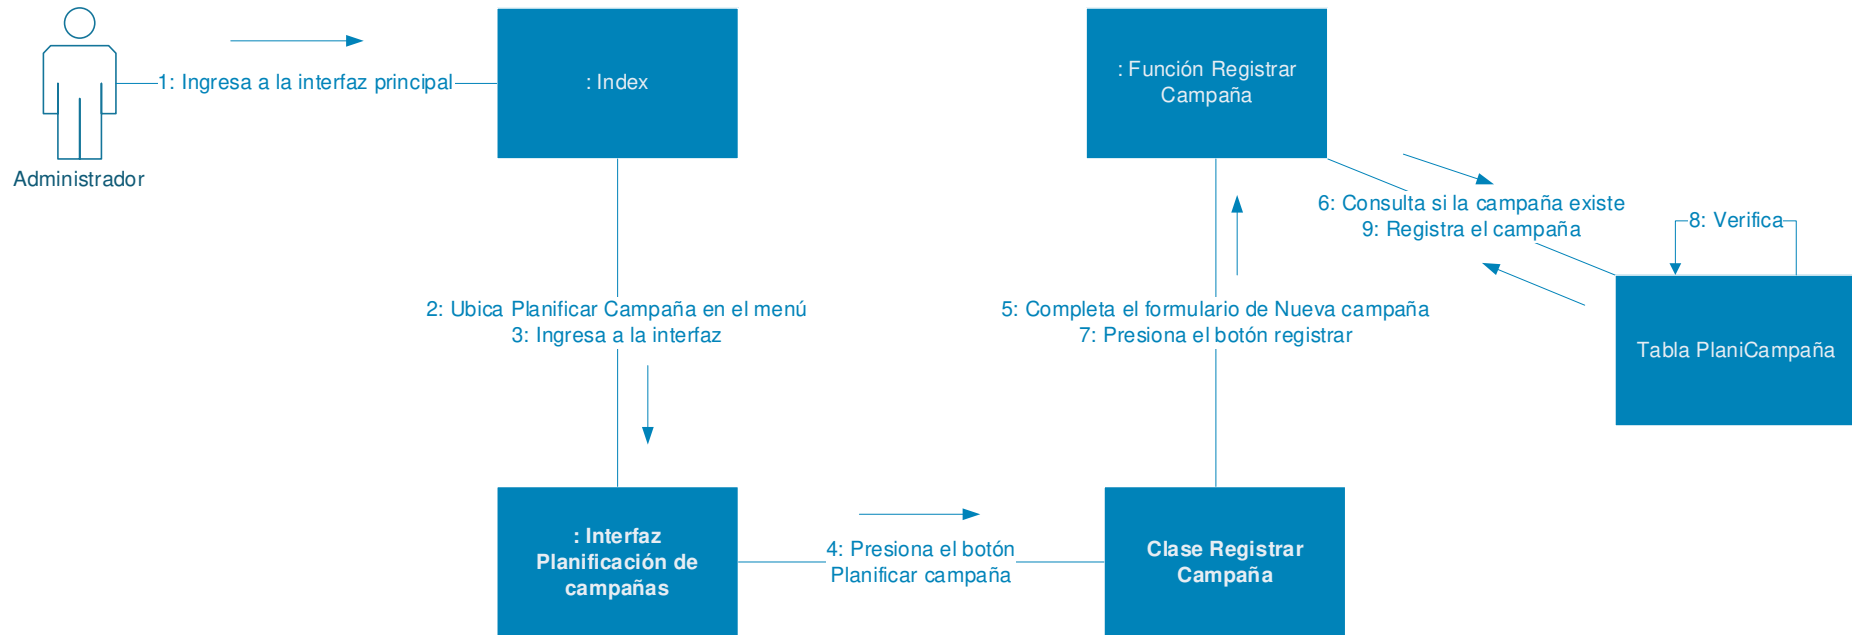 Administrador
1: Ingresa a la interfaz principal
: Index
2: Ubica Planificar Campaña en el menú
3: Ingresa a la interfaz
: Interfaz
Planificación de
campañas
4: Presiona el botón
Planificar campaña
Clase Registrar
Campaña
5: Completa el formulario de Nueva campaña
7: Presiona el botón registrar
: Función Registrar
Campaña
6: Consulta si la campaña existe
9: Registra el campaña
8: Verifica
Tabla PlaniCampaña